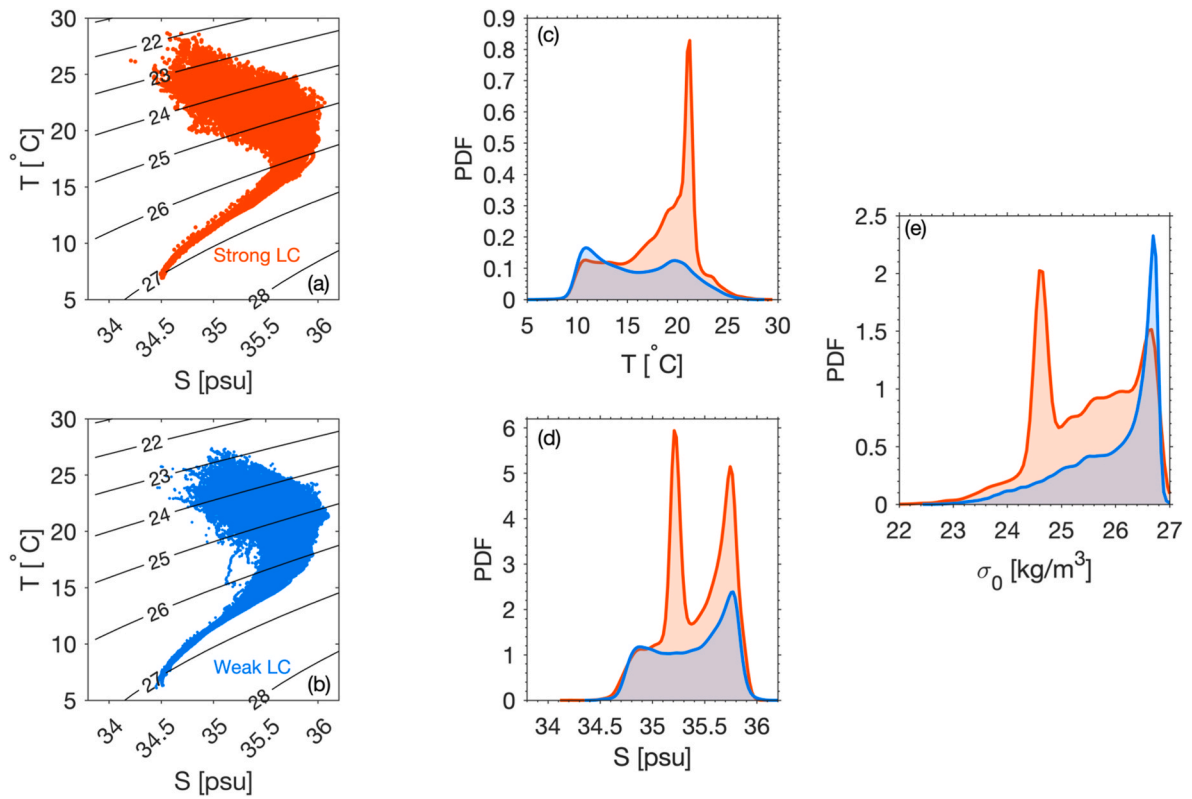 30
25
20
15
10
5
T [°C]
22
23
24
25
26
27
28
Strong LC
(a)
34
34.5
35
35.5
36
S [psu]
30
25
20
15
10
5
T [°C]
22
23
24
25
26
27
28
Weak LC
(b)
34
34.5
35
35.5
36
S [psu]
(c)
0.9
0.8
0.7
0.6
0.5
0.4
0.3
0.2
0.1
0
PDF
5 10 15 20 25 30
T [°C]
(d)
6
5
4
3
2
1
0
PDF
34 34.5 35 35.5 36
S [psu]
(e)
2.5
2
1.5
1
0.5
0
PDF
22 23 24 25 26 27
σ₀ [kg/m³]